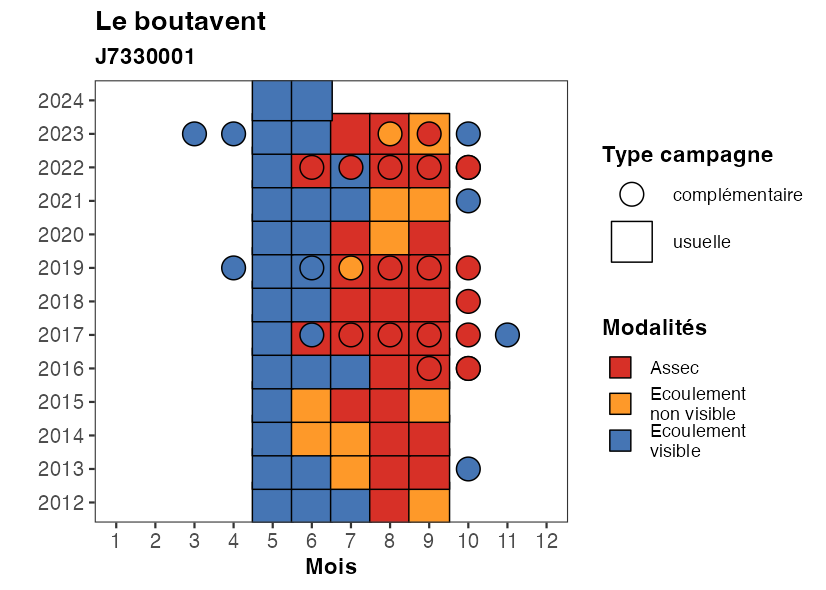 Le boutavent
J7330001
2024
2023
2022
2021
2020
2019
2018
2017
2016
2015
2014
2013
2012
1 2 3 4 5 6 7 8 9 10 11 12
Mois
Type campagne
complémentaire
usuelle
Modalités
Assec
Ecoulement
non visible
Ecoulement
visible